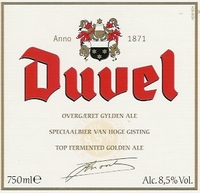 Anno 1871
Duvel
OVERGÆRET GYLDEN ALE
SPECIAALBIER VAN HOGE GISTING
TOP FERMENTED GOLDEN ALE
750ml e Alc. 8,5% Vol.